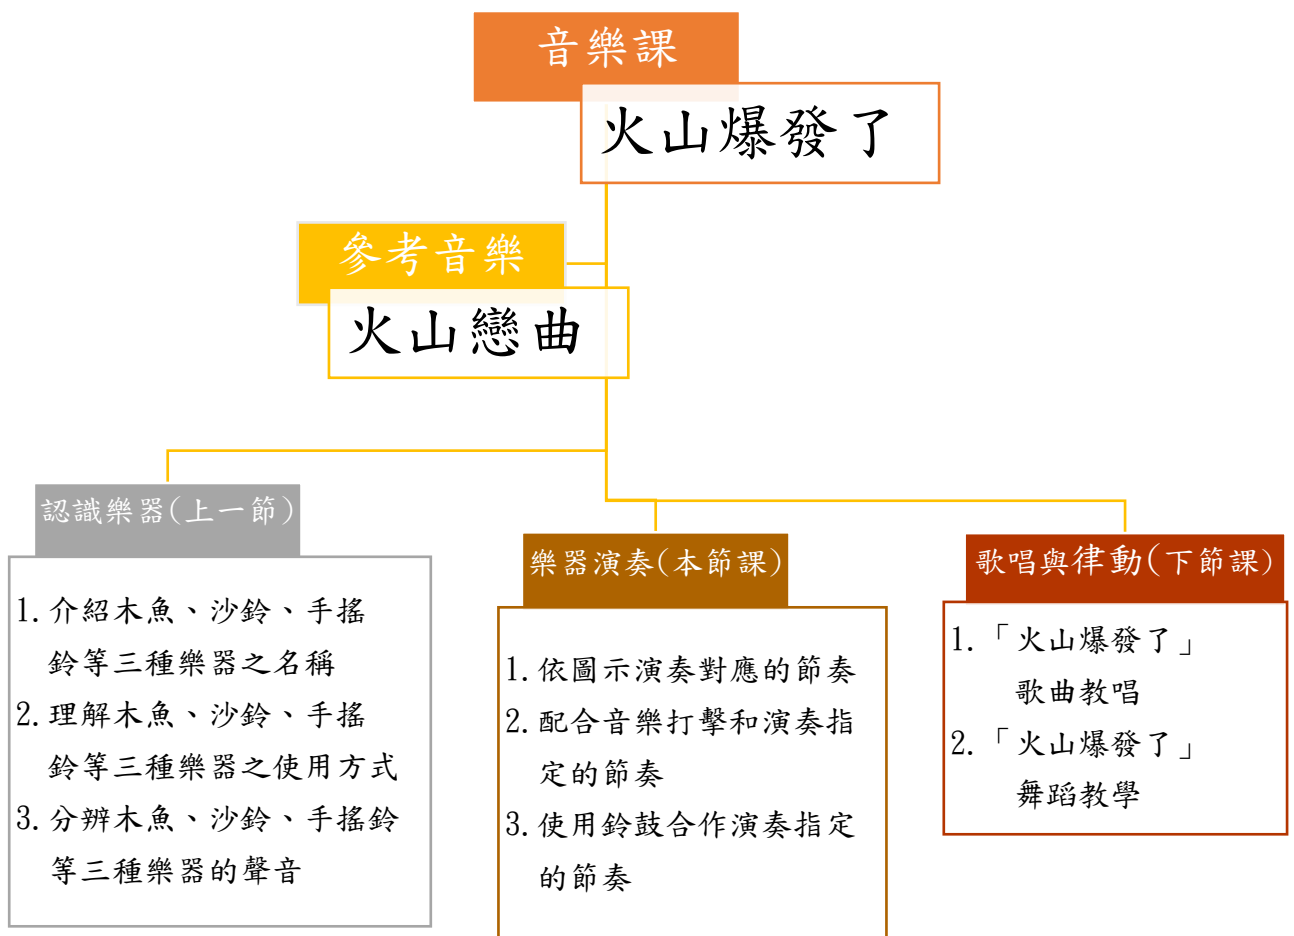 音樂課
火山爆發了
參考音樂
火山戀曲
認識樂器(上一節)
1.介紹木魚、沙鈴、手搖
鈴等三種樂器之名稱
2.理解木魚、沙鈴、手搖
鈴等三種樂器之使用方式
3.分辨木魚、沙鈴、手搖鈴
等三種樂器的聲音
樂器演奏(本節課)
1.依圖示演奏對應的節奏
2.配合音樂打擊和演奏指
定的節奏
3.使用鈴鼓合作演奏指定
的節奏
歌唱與律動(下節課)
1.「火山爆發了」
歌曲教唱
2.「火山爆發了」
舞蹈教學